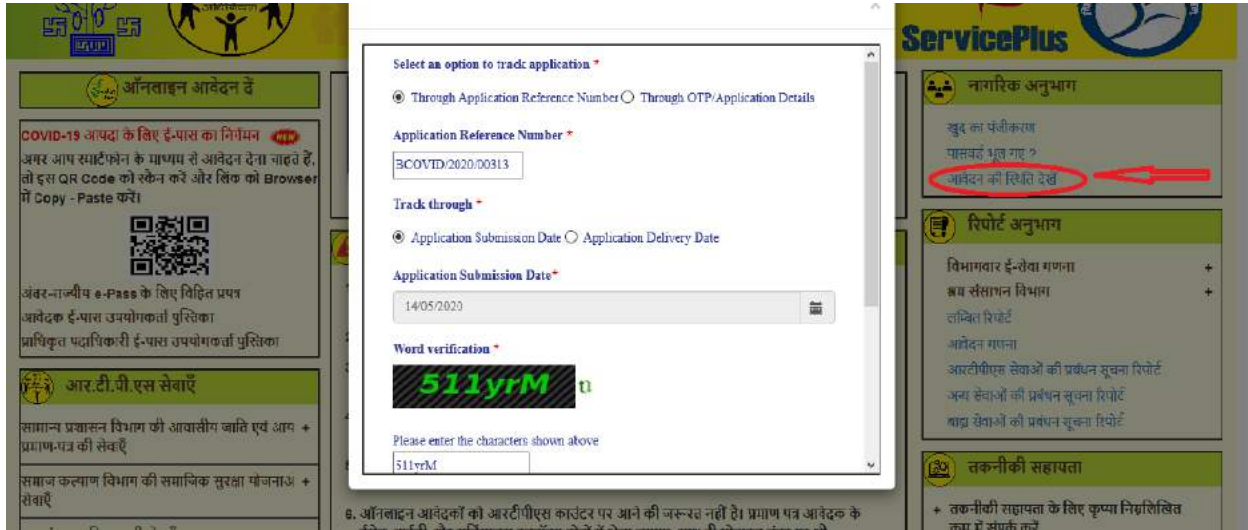 ServicePlus
ऑनलाइन आवेदन दें
COVID-19 आपदा के लिए ई-पास का निर्गमन
अगर आप स्मार्टफोन के माध्यम से आवेदन देना चाहते हैं,
तो इस QR Code को स्कैन करें और लिंक को Browser
में Copy - Paste करें।
अंतर-राज्यीय e-Pass के लिए विहित प्रपत्र
आवेदक ई-पास उपयोगकर्ता पुस्तिका
प्राधिकृत पदाधिकारी ई-पास उपयोगकर्ता पुस्तिका
आर.टी.पी.एस सेवाएँ
सामान्य प्रशासन विभाग की आवासीय जाति एवं आय +
प्रमाण-पत्र की सेवाएँ
समाज कल्याण विभाग की समाजिक सुरक्षा योजनाओं +
सेवाएँ
Select an option to track application *
Through Application Reference Number Through OTP/Application Details
Application Reference Number *
BCOVID/2020/00313
Track through *
Application Submission Date Application Delivery Date
Application Submission Date*
14/05/2020
Word verification *
511yrM
Please enter the characters shown above
511yrM
6. ऑनलाइन आवेदकों को आरटीपीएस काउंटर पर आने की जरूरत नहीं है। प्रमाण पत्र आवेदक के
नागरिक अनुभाग
खुद का पंजीकरण
पासवर्ड भूल गए ?
आवेदन की स्थिति देखें
रिपोर्ट अनुभाग
विभागवार ई-सेवा गणना +
श्रम संसाधन विभाग +
लम्बित रिपोर्ट
आवेदन गणना
आरटीपीएस सेवाओं की प्रबंधन सूचना रिपोर्ट
अन्य सेवाओं की प्रबंधन सूचना रिपोर्ट
बाह्य सेवाओं की प्रबंधन सूचना रिपोर्ट
तकनीकी सहायता
+ तकनीकी सहायता के लिए कृप्या निम्नलिखित